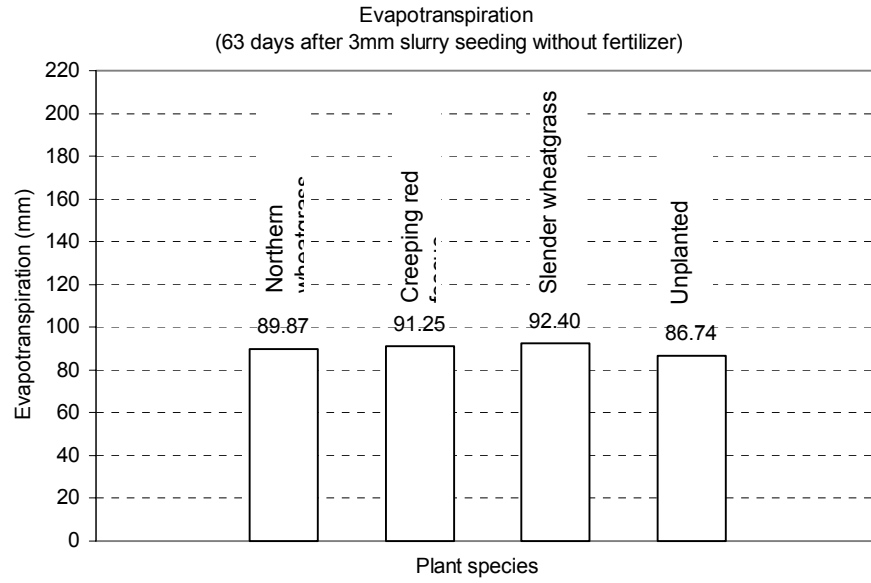 Evapotranspiration
(63 days after 3mm slurry seeding without fertilizer)
220
200
180
160
140
120
100
80
60
40
20
0
Evapotranspiration (mm)
Northern
wheatgrass
Creeping red
Slender wheatgrass
Unplanted
89.87
91.25
92.40
86.74
Plant species